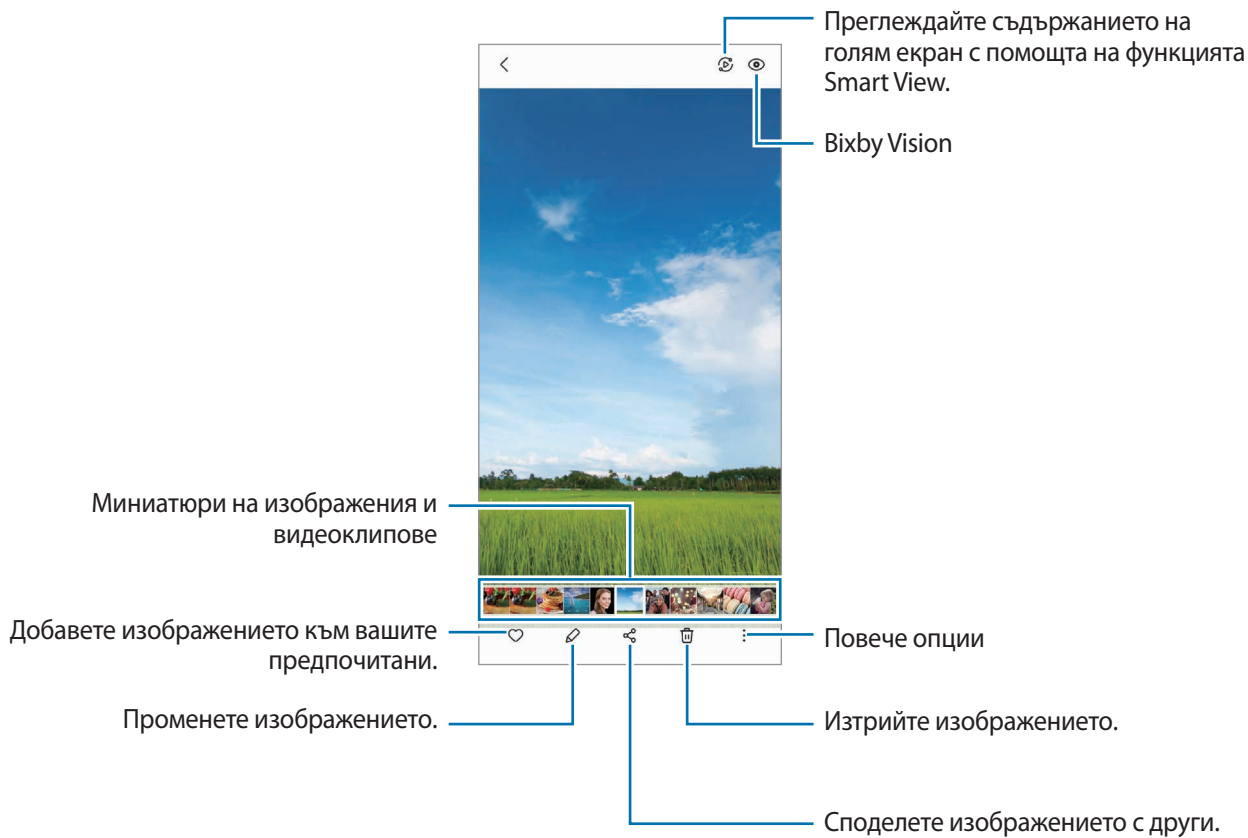 Преглеждайте съдържанието на
голям екран с помощта на функцията
Smart View.
Bixby Vision
Миниатюри на изображения и
видеоклипове
Добавете изображението към вашите
предпочитани.
Повече опции
Променете изображението.
Изтрийте изображението.
Споделете изображението с други.